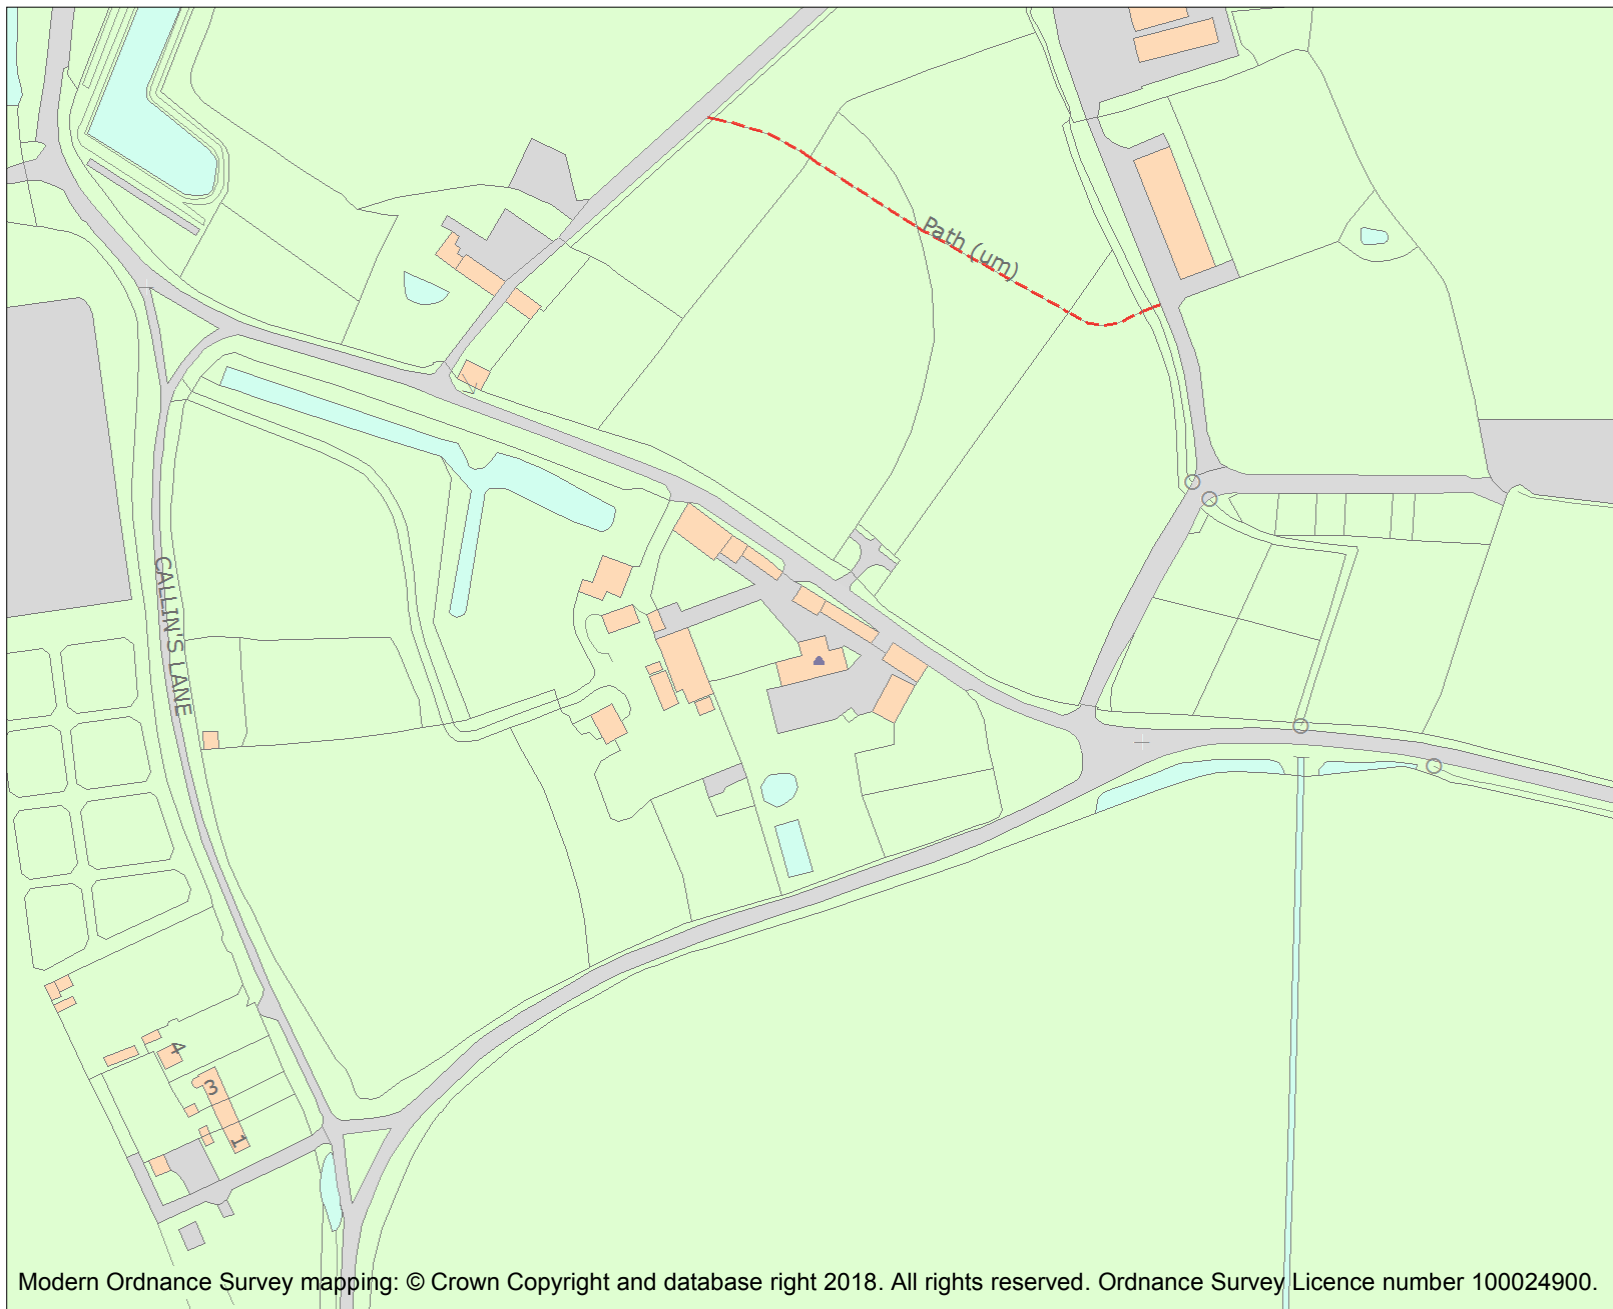 Path (um)
CALLIN'S LANE
4
3
1
Modern Ordnance Survey mapping: © Crown Copyright and database right 2018. All rights reserved. Ordnance Survey Licence number 100024900.